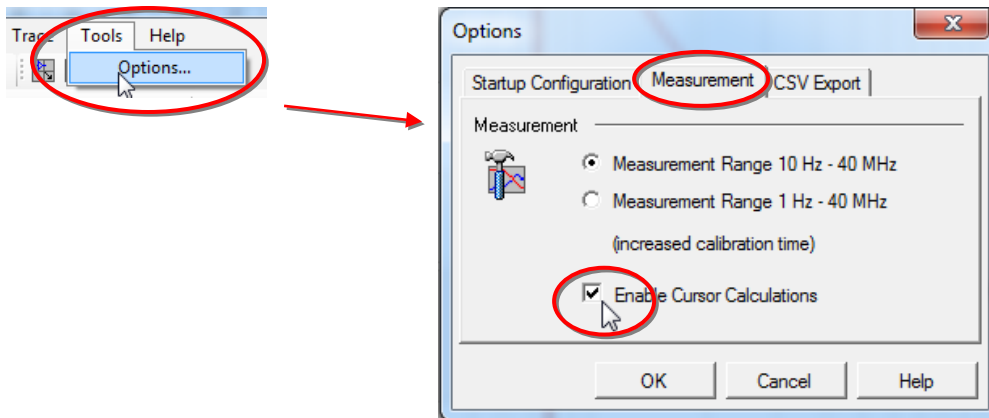 Trace Tools Help
Options...
Options
Startup Configuration Measurement CSV Export
Measurement
Measurement Range 10 Hz - 40 MHz
Measurement Range 1 Hz - 40 MHz
(increased calibration time)
Enable Cursor Calculations
OK Cancel Help